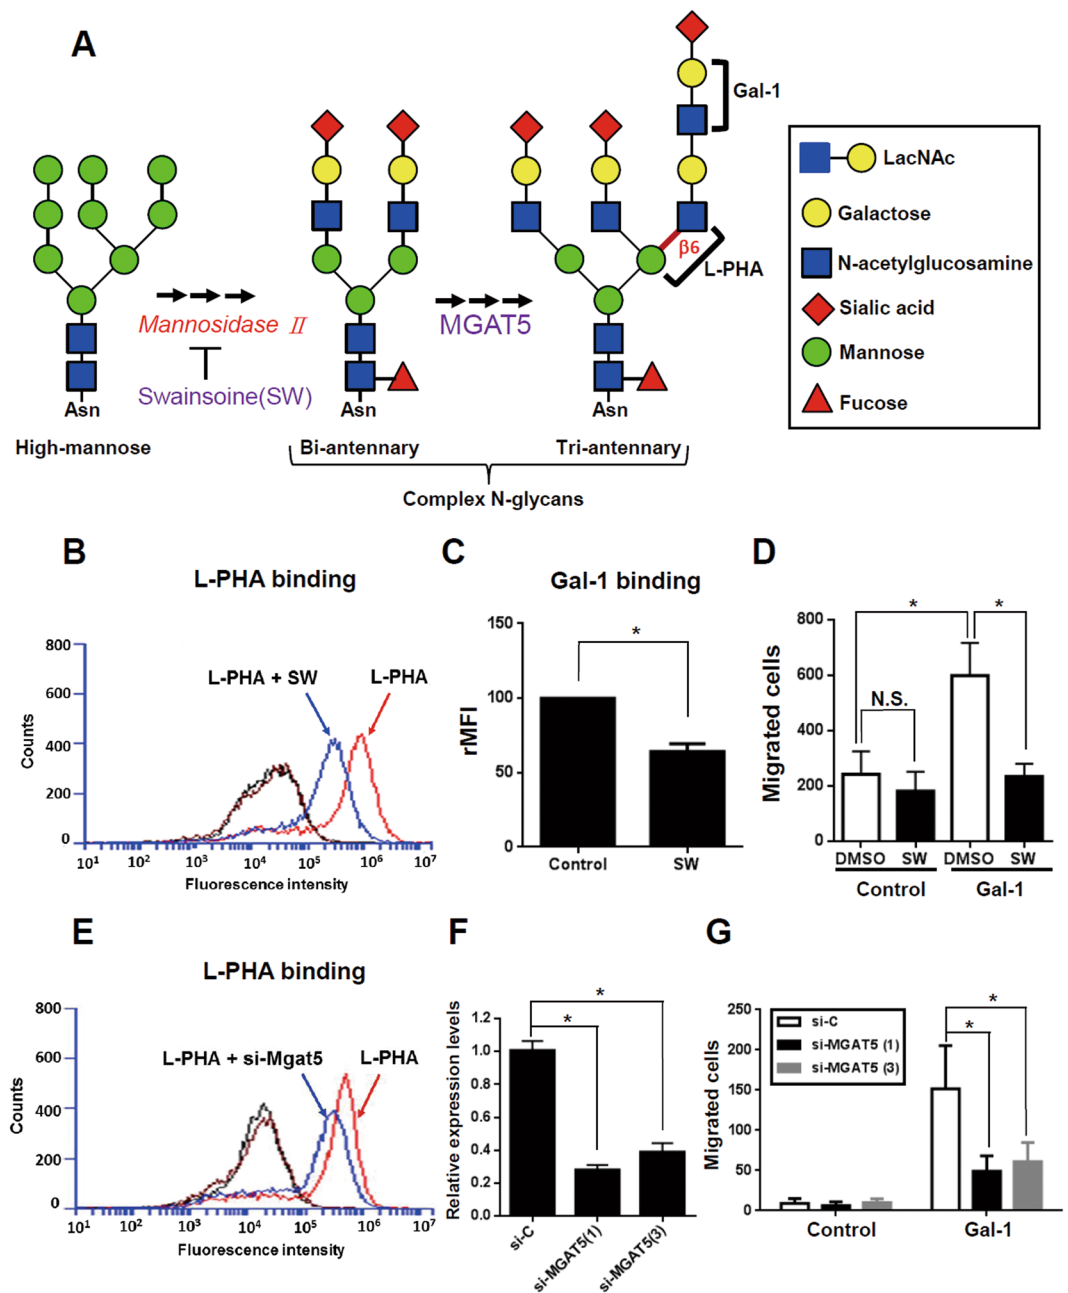 A
Gal-1
β6
L-PHA
Mannosidase II
MGAT5
Swainsoine(SW)
Asn
Asn
Asn
High-mannose
Bi-antennary
Tri-antennary
Complex N-glycans
LacNAc
Galactose
N-acetylglucosamine
Sialic acid
Mannose
Fucose
B
L-PHA binding
L-PHA + SW
L-PHA
Counts
800
600
400
200
0
10¹ 10² 10³ 10⁴ 10⁵ 10⁶ 10⁷
Fluorescence intensity
C
Gal-1 binding
rMFI
150
100
50
0
*
Control SW
D
Migrated cells
800
600
400
200
0
* *
N.S.
DMSO SW DMSO SW
Control Gal-1
E
L-PHA binding
L-PHA + si-Mgat5
L-PHA
Counts
800
600
400
200
0
10¹ 10² 10³ 10⁴ 10⁵ 10⁶ 10⁷
Fluorescence intensity
F
Relative expression levels
1.2
1.0
0.8
0.6
0.4
0.2
0.0
*
*
si-C
si-MGAT5(1)
si-MGAT5(3)
G
Migrated cells
250
200
150
100
50
0
si-C
si-MGAT5 (1)
si-MGAT5 (3)
*
*
Control Gal-1